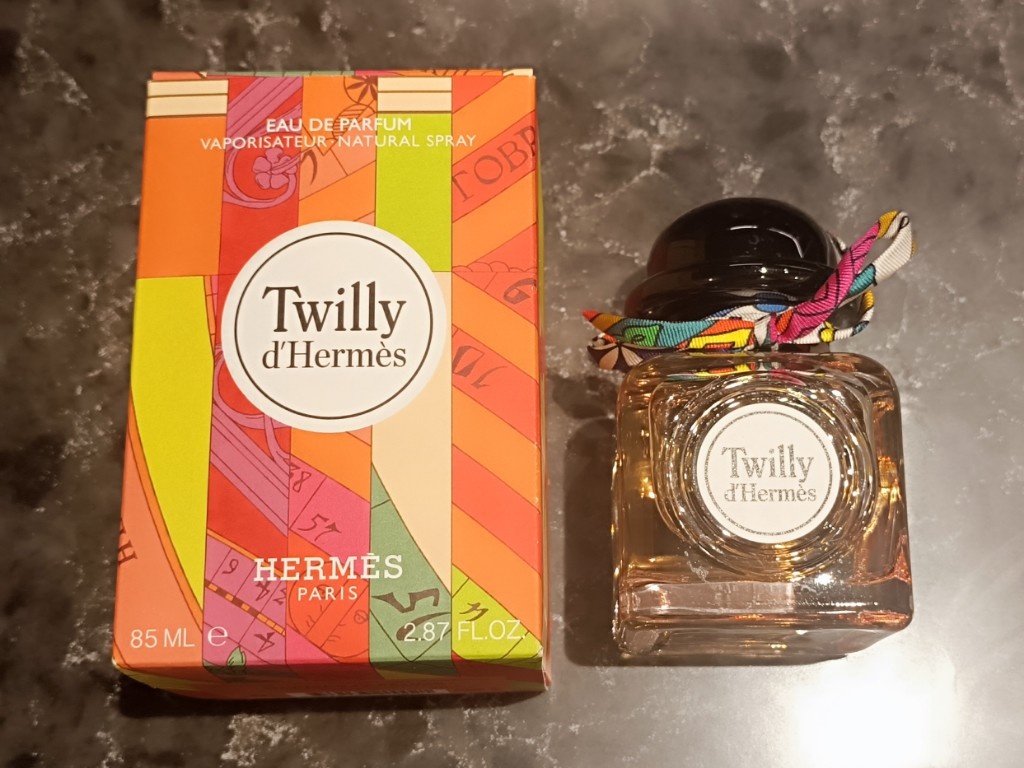 EAU DE PARFUM
VAPORISATEUR NATURAL SPRAY
Twilly
d'Hermès
HERMÈS
PARIS
85 ML e 2.87 FL.OZ.
Twilly
d'Hermès